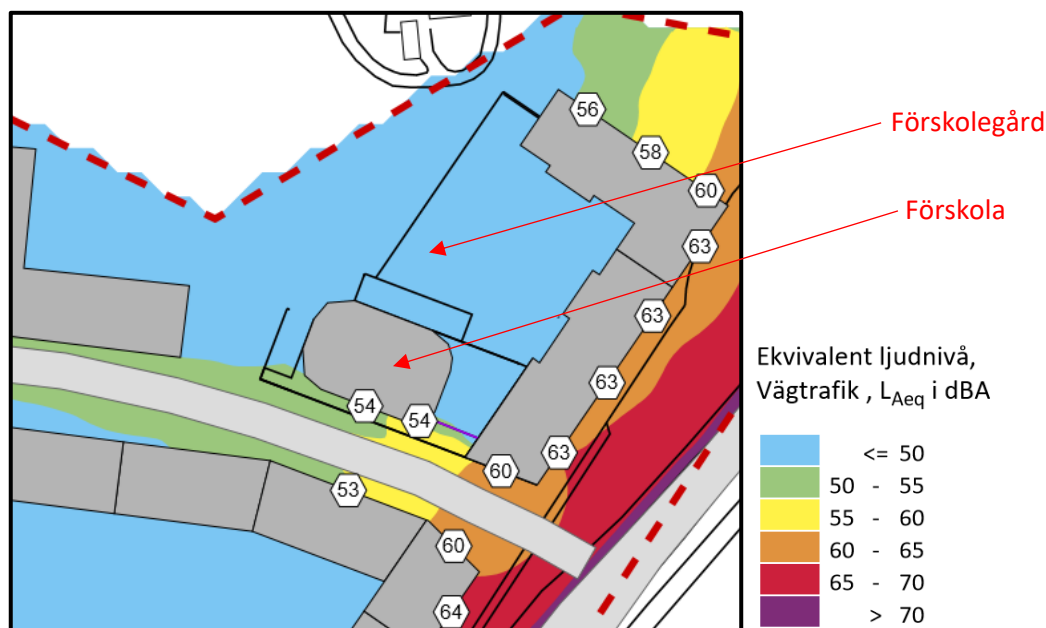 56
58
60
63
63
63
63
54
54
60
53
60
64
Förskolegård
Förskola
Ekvivalent ljudnivå,
Vägtrafik , LAeq i dBA
<= 50
50 - 55
55 - 60
60 - 65
65 - 70
> 70